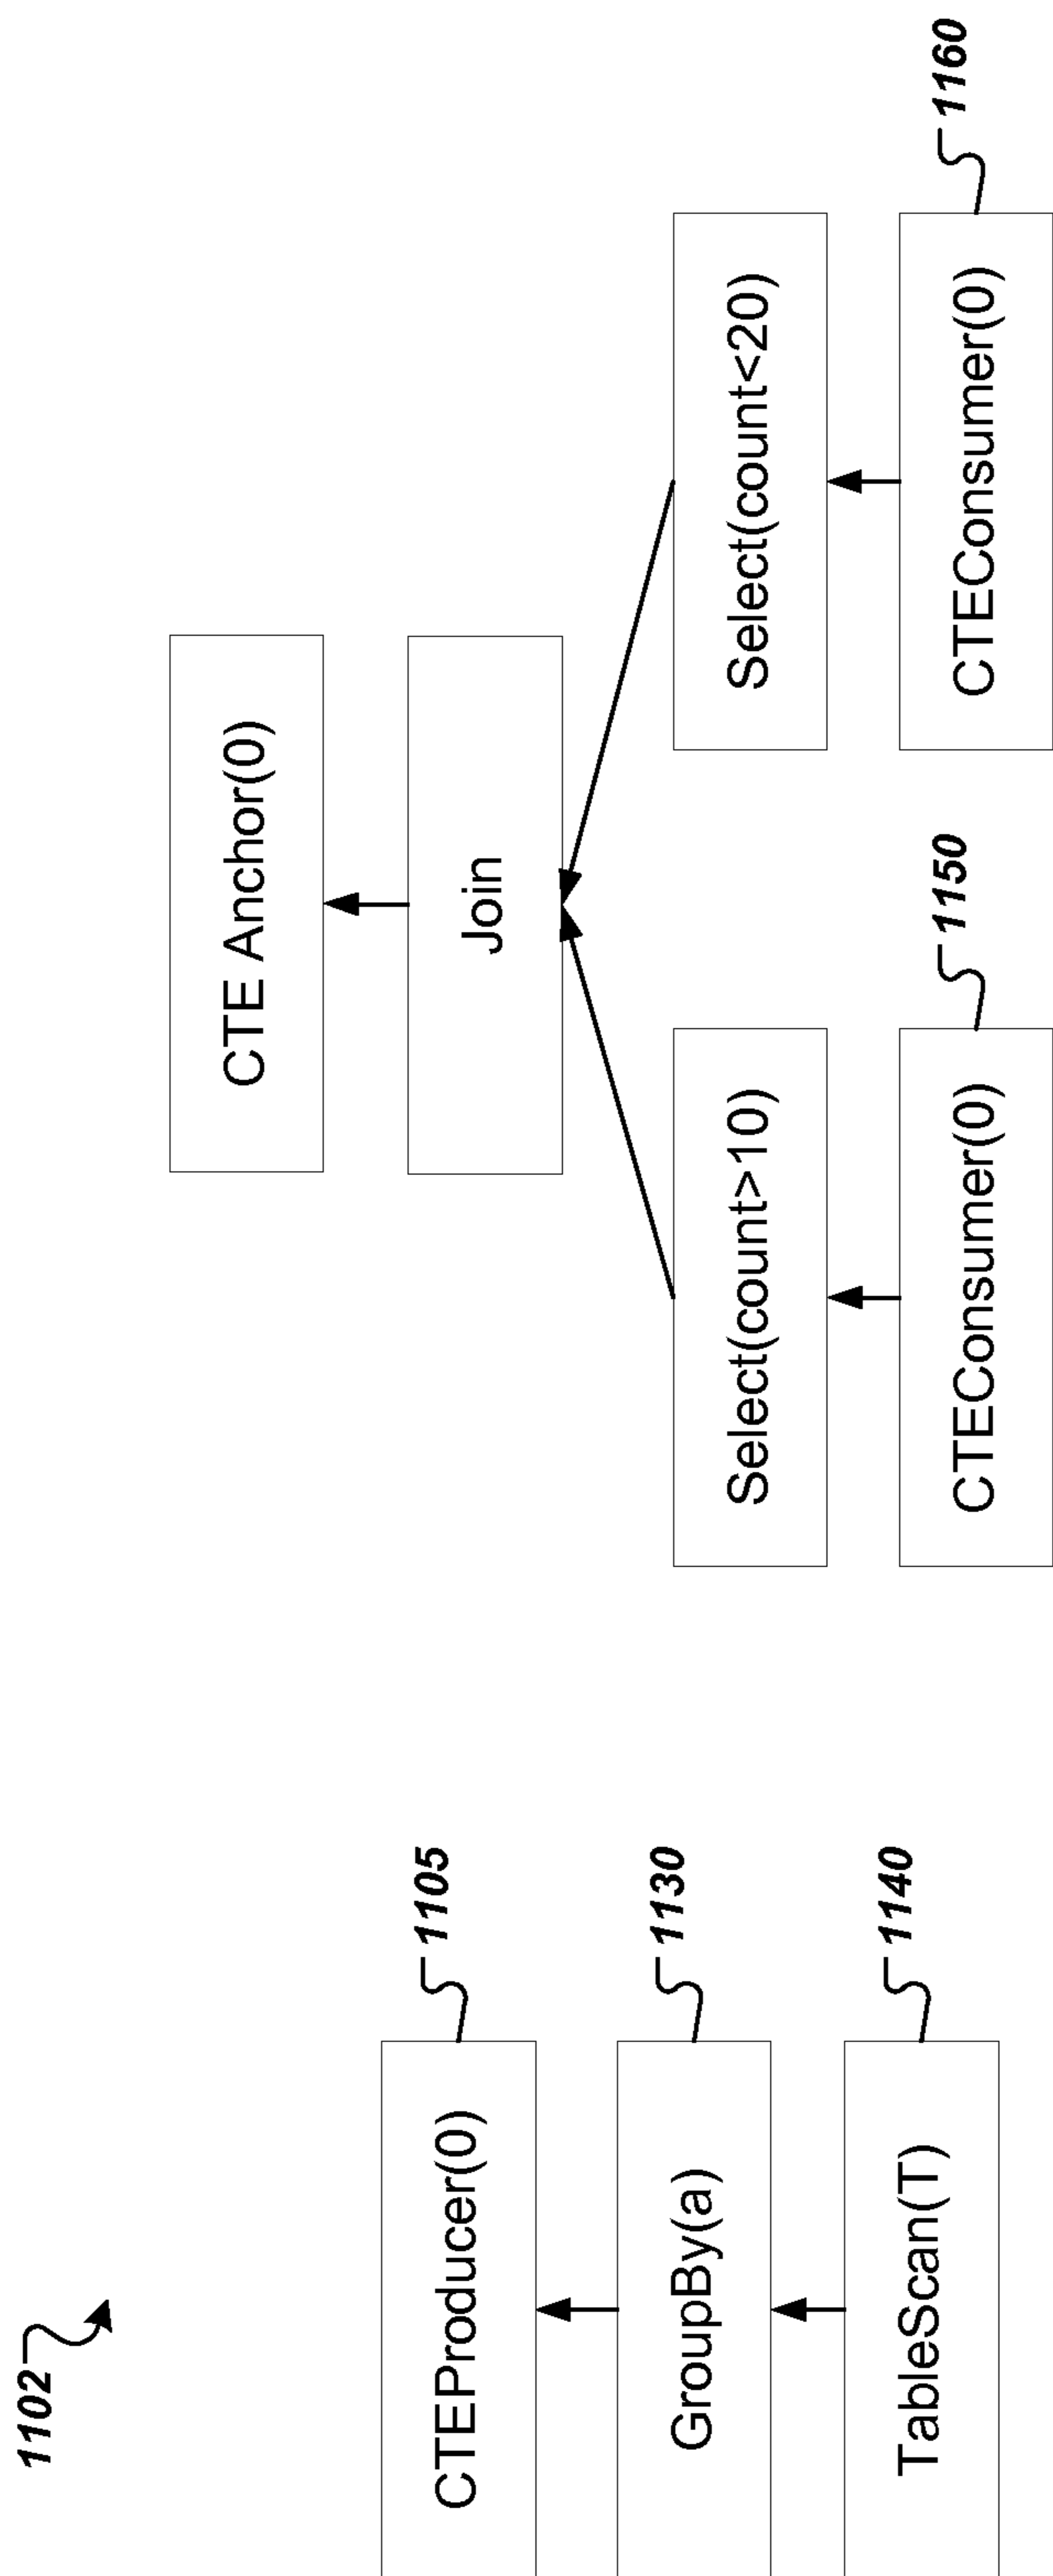 1102
CTEProducer(0)
1105
GroupBy(a)
1130
TableScan(T)
1140
CTE Anchor(0)
Join
Select(count>10)
Select(count<20)
CTEConsumer(0)
1150
CTEConsumer(0)
1160